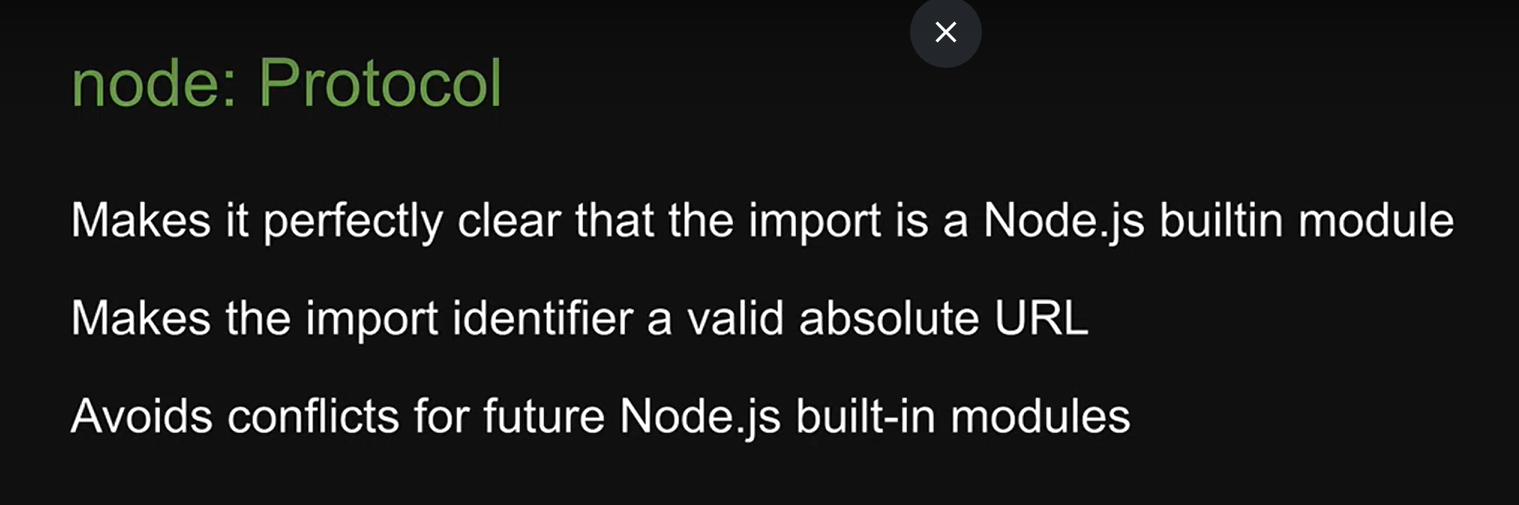 node: Protocol
Makes it perfectly clear that the import is a Node.js builtin module
Makes the import identifier a valid absolute URL
Avoids conflicts for future Node.js built-in modules